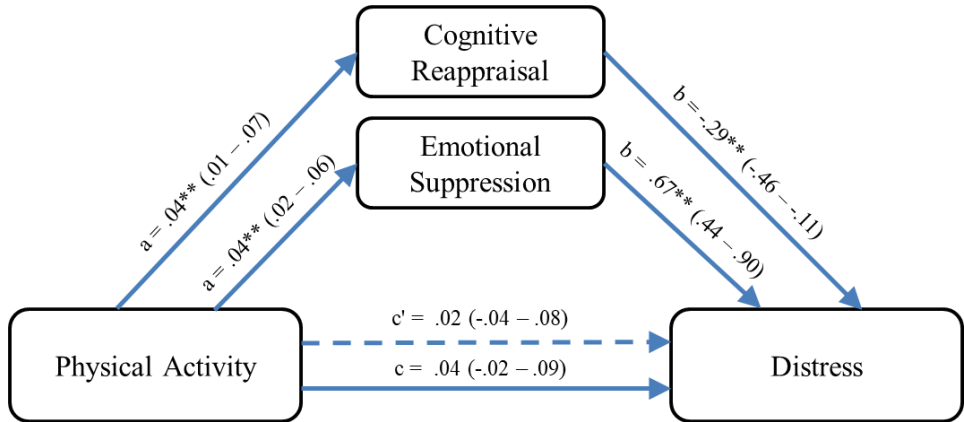 Cognitive
Reappraisal
a = .04** (.01 – .07)
b = -.29** (-.46 – -.11)
Emotional
Suppression
a = .04** (.02 – .06)
b = .67** (.44 – .90)
Physical Activity
c' =  .02 (-.04 – .08)
c =  .04 (-.02 – .09)
Distress